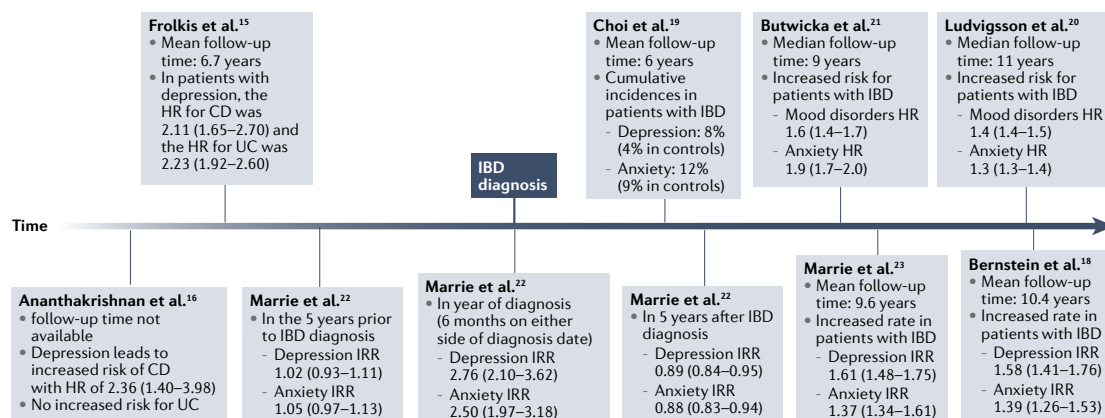 Frolkis et al.15
• Mean follow-up
time: 6.7 years
• In patients with
depression, the
HR for CD was
2.11 (1.65–2.70) and
the HR for UC was
2.23 (1.92–2.60)
IBD
diagnosis
Choi et al.19
• Mean follow-up
time: 6 years
• Cumulative
incidences in
patients with IBD
- Depression: 8%
(4% in controls)
- Anxiety: 12%
(9% in controls)
Butwicka et al.21
• Median follow-up
time: 9 years
• Increased risk for
patients with IBD
- Mood disorders HR
1.6 (1.4–1.7)
- Anxiety HR
1.9 (1.7–2.0)
Ludvigsson et al.20
• Median follow-up
time: 11 years
• Increased risk for
patients with IBD
- Mood disorders HR
1.4 (1.4–1.5)
- Anxiety HR
1.3 (1.3–1.4)
Time
Ananthakrishnan et al.16
• follow-up time not
available
• Depression leads to
increased risk of CD
with HR of 2.36 (1.40–3.98)
• No increased risk for UC
Marrie et al.22
• In the 5 years prior
to IBD diagnosis
- Depression IRR
1.02 (0.93–1.11)
- Anxiety IRR
1.05 (0.97–1.13)
Marrie et al.22
• In year of diagnosis
(6 months on either
side of diagnosis date)
- Depression IRR
2.76 (2.10–3.62)
- Anxiety IRR
2.50 (1.97–3.18)
Marrie et al.22
• In 5 years after IBD
diagnosis
- Depression IRR
0.89 (0.84–0.95)
- Anxiety IRR
0.88 (0.83–0.94)
Marrie et al.23
• Mean follow-up
time: 9.6 years
• Increased rate in
patients with IBD
- Depression IRR
1.61 (1.48–1.75)
- Anxiety IRR
1.37 (1.34–1.61)
Bernstein et al.18
• Mean follow-up
time: 10.4 years
• Increased rate in
patients with IBD
- Depression IRR
1.58 (1.41–1.76)
- Anxiety IRR
1.39 (1.26–1.53)